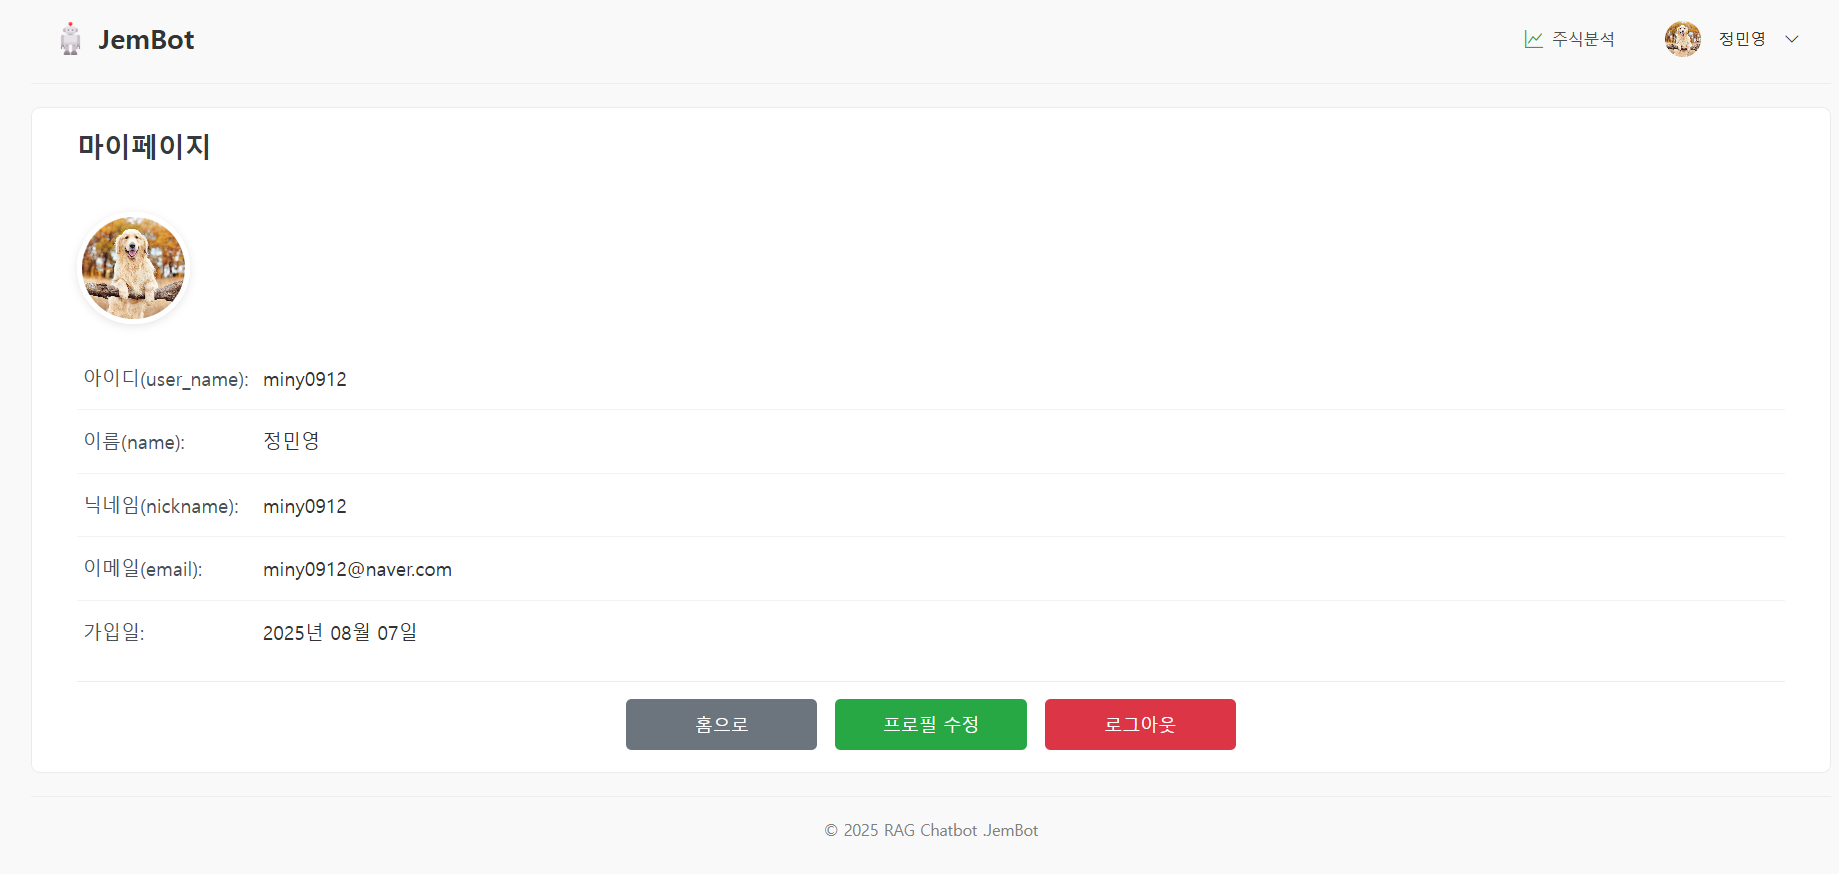 JemBot
주식분석
정민영
마이페이지
아이디(user_name): miny0912
이름(name): 정민영
닉네임(nickname): miny0912
이메일(email): miny0912@naver.com
가입일: 2025년 08월 07일
홈으로
프로필 수정
로그아웃
© 2025 RAG Chatbot JemBot